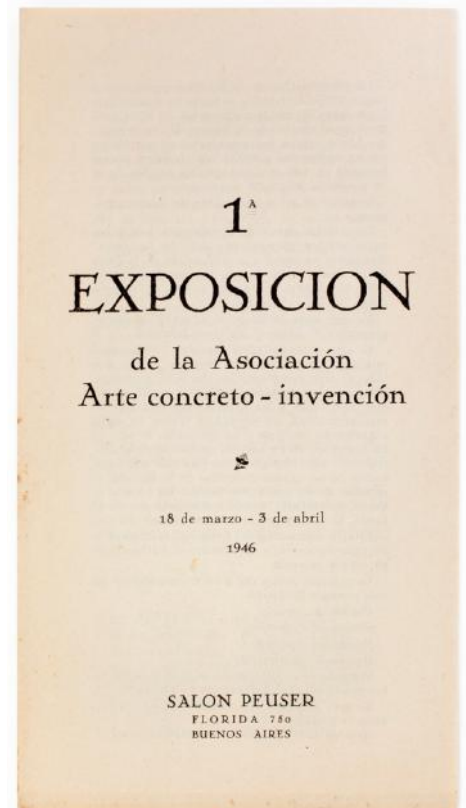 1ᴬ
EXPOSICION
de la Asociación
Arte concreto - invención
18 de marzo - 3 de abril
1946
SALON PEUSER
FLORIDA 750
BUENOS AIRES